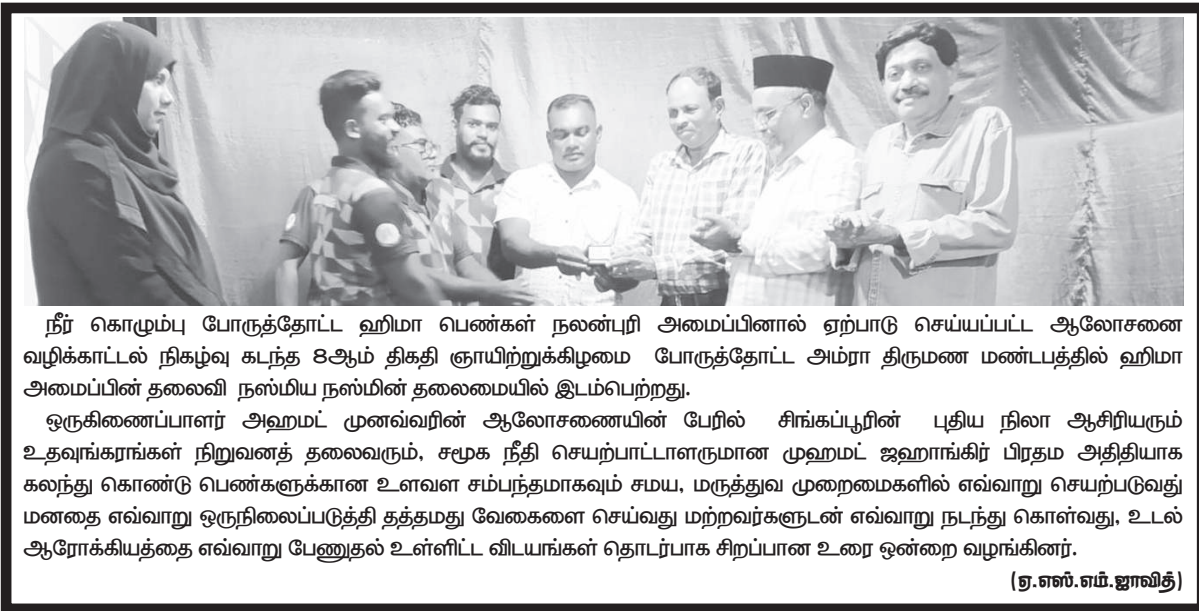 நீர் கொழும்பு போருத்தோட்ட ஹிமா பெண்கள் நலன்புரி அமைப்பினால் ஏற்பாடு செய்யப்பட்ட ஆலோசனை
வழிக்காட்டல் நிகழ்வு கடந்த 8ஆம் திகதி ஞாயிற்றுக்கிழமை போருத்தோட்ட அம்ரா திருமண மண்டபத்தில் ஹிமா
அமைப்பின் தலைவி நஸ்மிய நஸ்மின் தலைமையில் இடம்பெற்றது.
ஒருகிணைப்பாளர் அஹமட் முனவ்வரின் ஆலோசணையின் பேரில் சிங்கப்பூரின் புதிய நிலா ஆசிரியரும்
உதவுங்கரங்கள் நிறுவனத் தலைவரும், சமூக நீதி செயற்பாட்டாளருமான முஹமட் ஜஹாங்கிர் பிரதம அதிதியாக
கலந்து கொண்டு பெண்களுக்கான உளவள சம்பந்தமாகவும் சமய, மருத்துவ முறைமைகளில் எவ்வாறு செயற்படுவது
மனதை எவ்வாறு ஒருநிலைப்படுத்தி தத்தமது வேகைளை செய்வது மற்றவர்களுடன் எவ்வாறு நடந்து கொள்வது, உடல்
ஆரோக்கியத்தை எவ்வாறு பேணுதல் உள்ளிட்ட விடயங்கள் தொடர்பாக சிறப்பான உரை ஒன்றை வழங்கினர்.
(ஏ.எஸ்.எம்.ஜாவித்)